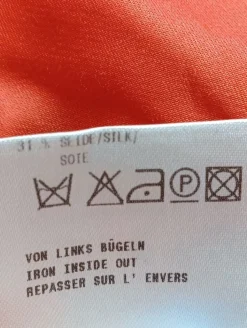 31 % SEIDE/SILK/
SOIE
P
VON LINKS BÜGELN
IRON INSIDE OUT
REPASSER SUR L' ENVERS